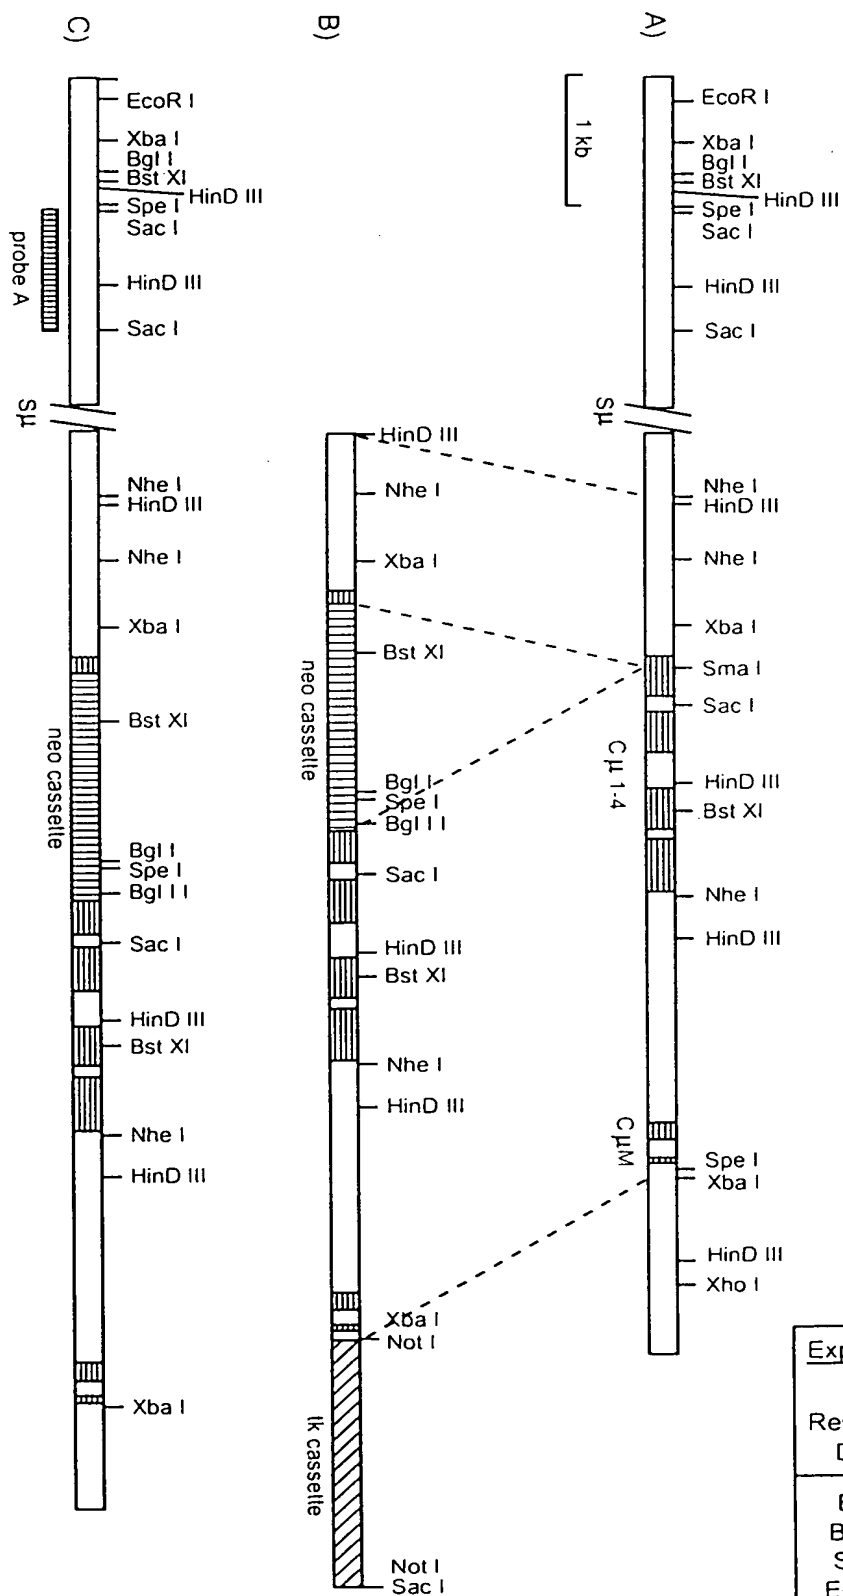 C)
EcoR I
Xba I
Bgl I
Bst XI
HinD III
Spe I
Sac I
HinD III
Sac I
probe A
Sμ
Nhe I
HinD III
Nhe I
Xba I
Bst XI
neo cassette
Bgl I
Spe I
Bgl I I
Sac I
HinD III
Bst XI
Nhe I
HinD III
Xba I
B)
1 kb
HinD III
Nhe I
Xba I
Bst XI
neo cassette
Bgl I
Spe I
Bgl I I
Sac I
HinD III
Bst XI
Nhe I
HinD III
Xba I
Not I
tk cassette
Not I
Sac I
A)
EcoR I
Xba I
Bgl I
Bst XI
HinD III
Spe I
Sac I
HinD III
Sac I
Sμ
Nhe I
HinD III
Nhe I
Xba I
Sma I
Sac I
Cμ 1-4
HinD III
Bst XI
Nhe I
HinD III
CμM
Spe I
Xba I
HinD III
Xho I
Exp
Re